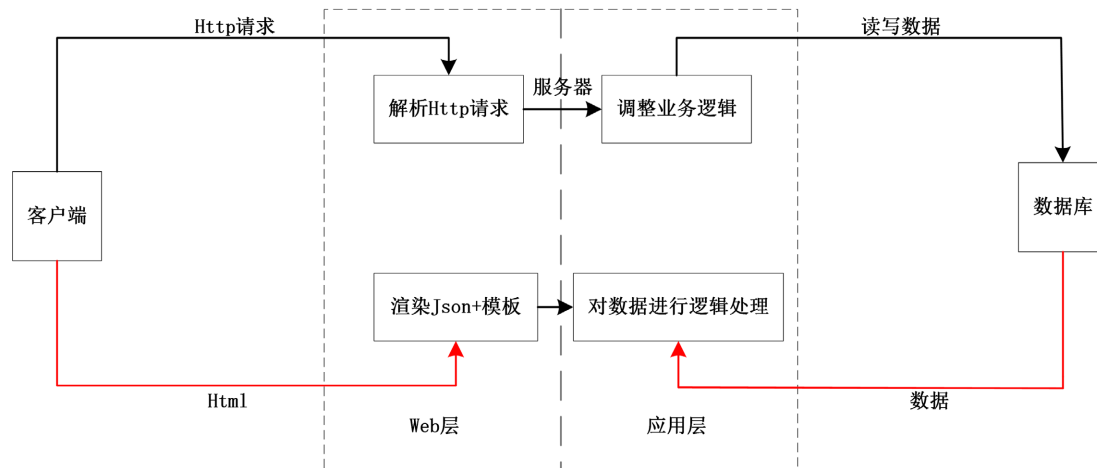 Http请求
读写数据
解析Http请求
服务器
调整业务逻辑
客户端
数据库
渲染Json+模板
对数据进行逻辑处理
Html
数据
Web层
应用层